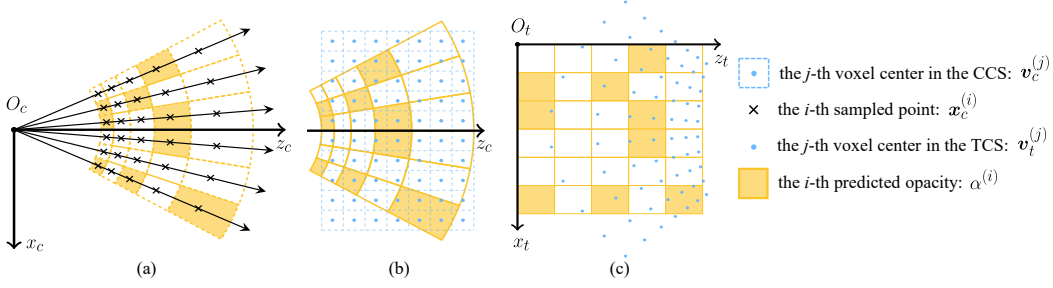 O_c
z_c
x_c
(a)
z_c
(b)
O_t
z_t
x_t
(c)
the j-th voxel center in the CCS: v_c^{(j)}
the i-th sampled point: x_c^{(i)}
the j-th voxel center in the TCS: v_t^{(j)}
the i-th predicted opacity: α^{(i)}